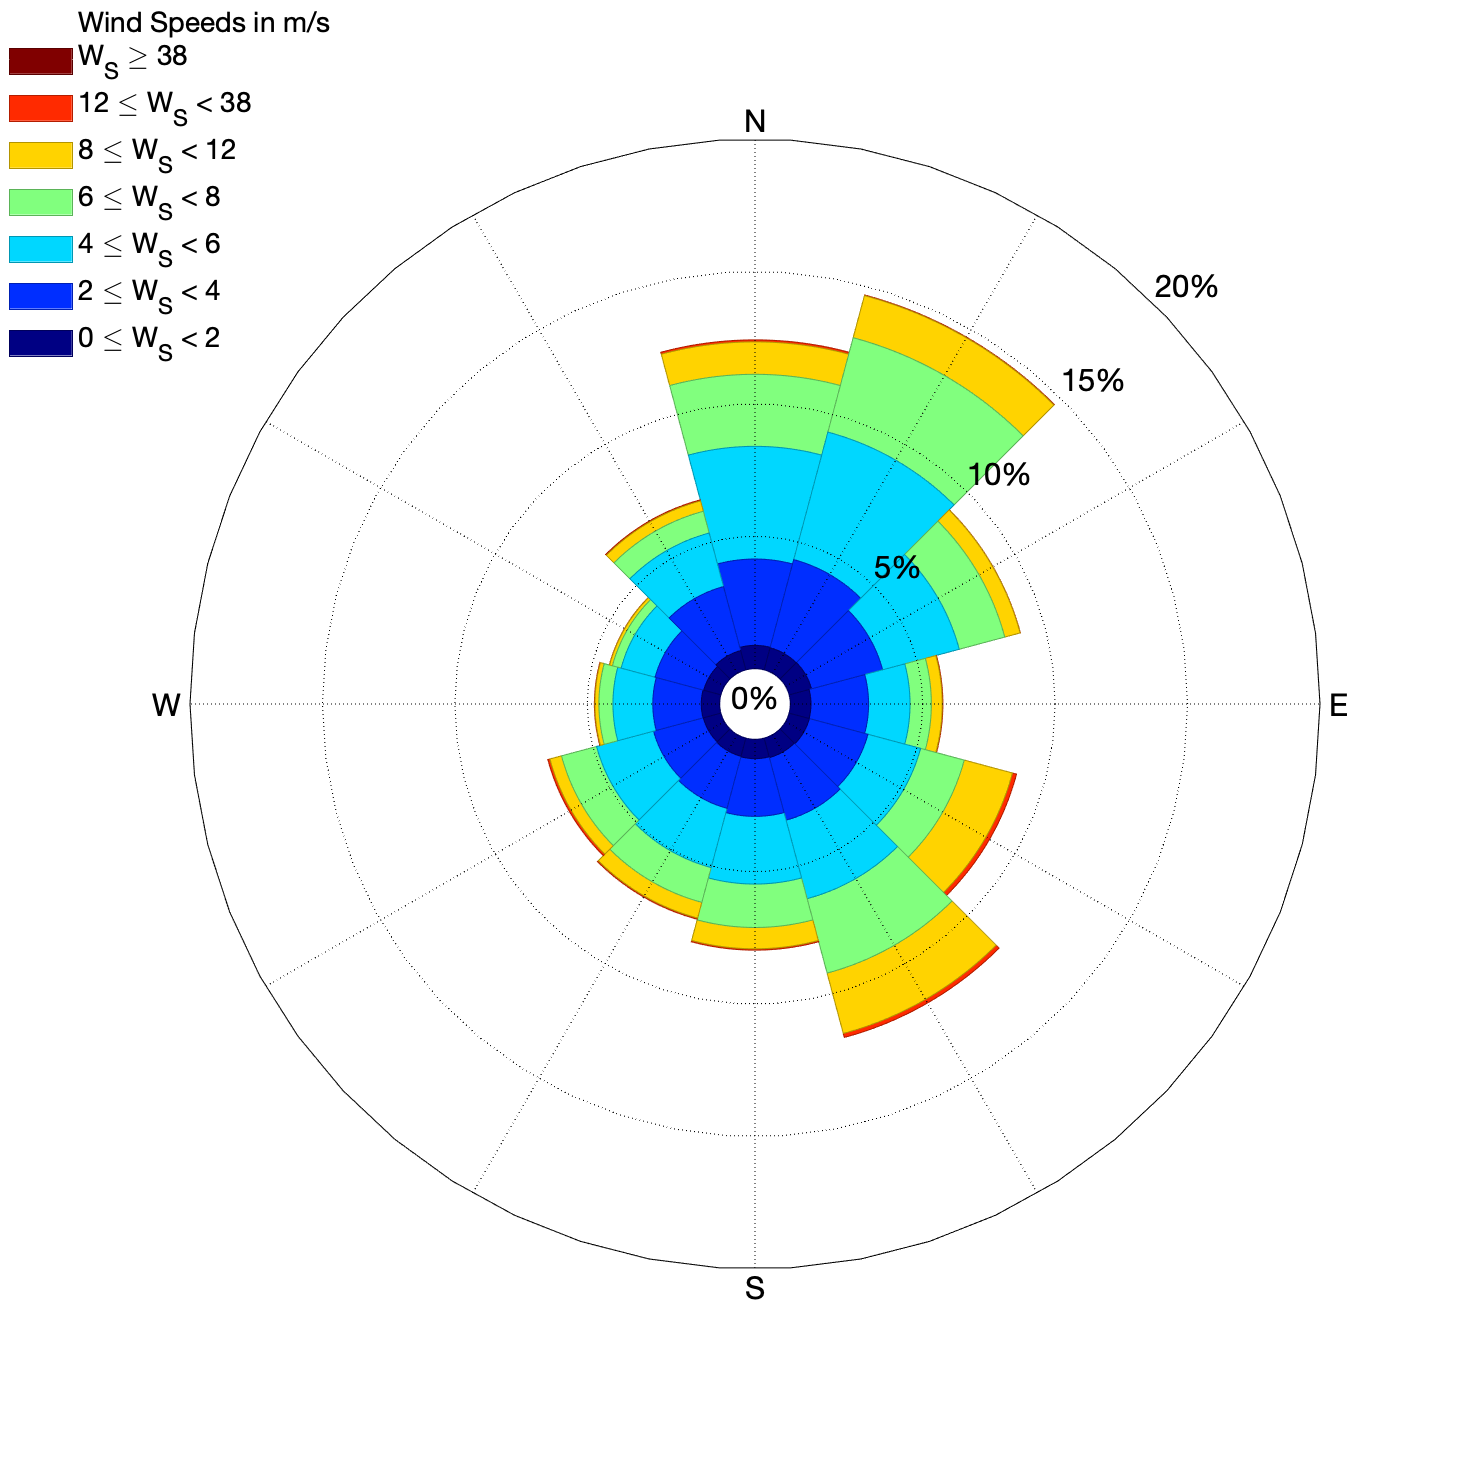 Wind Speeds in m/s
W_S ≥ 38
12 ≤ W_S < 38
8 ≤ W_S < 12
6 ≤ W_S < 8
4 ≤ W_S < 6
2 ≤ W_S < 4
0 ≤ W_S < 2
N
20%
15%
10%
5%
0%
W
E
S